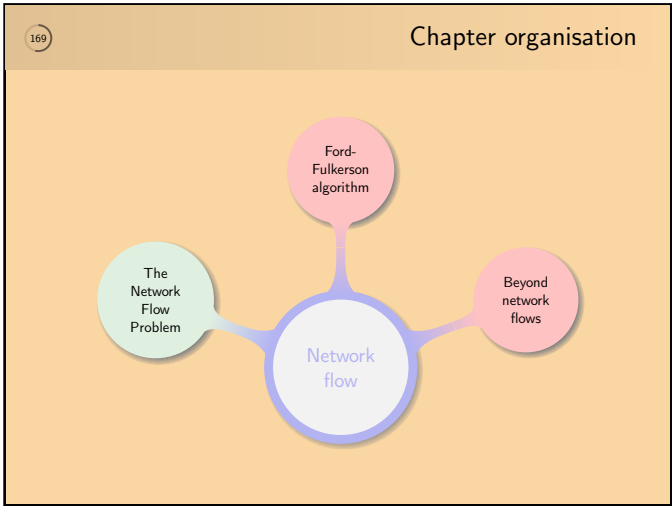 169
Chapter organisation
Ford-
Fulkerson
algorithm
The
Network
Flow
Problem
Beyond
network
flows
Network
flow